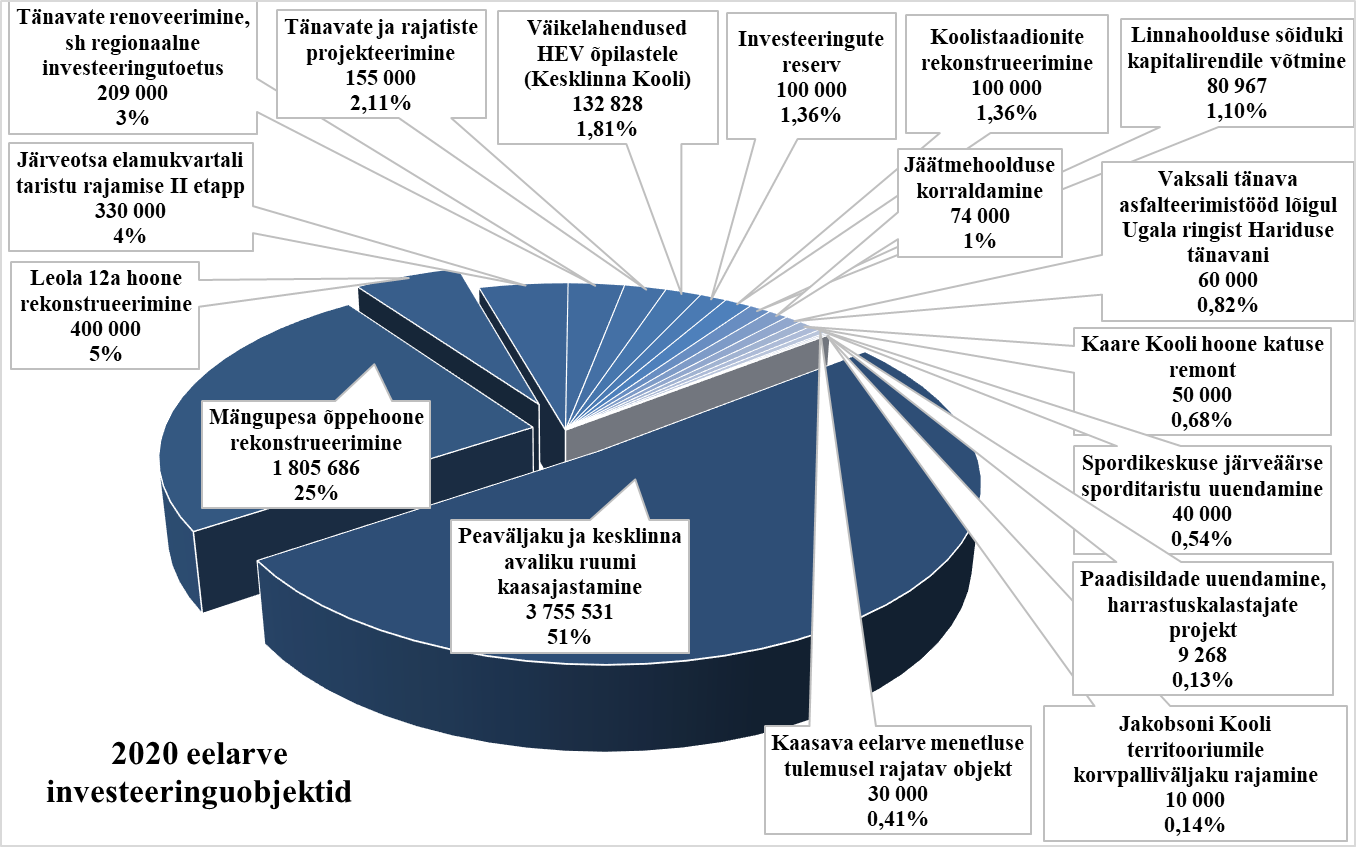 Tänavate renoveerimine,
sh regionaalne
investeeringutoetus
209 000
3%
Tänavate ja rajatiste
projekteerimine
155 000
2,11%
Väikelahendused
HEV õpilastele
(Kesklinna Kooli)
132 828
1,81%
Investeeringute
reserv
100 000
1,36%
Koolistaadionite
rekonstrueerimine
100 000
1,36%
Linnahoolduse sõiduki
kapitalirendile võtmine
80 967
1,10%
Järveotsa elamukvartali
taristu rajamise II etapp
330 000
4%
Jäätmehoolduse
korraldamine
74 000
1%
Vaksali tänava
asfalteerimistööd lõigul
Ugala ringist Hariduse
tänavani
60 000
0,82%
Leola 12a hoone
rekonstrueerimine
400 000
5%
Kaare Kooli hoone katuse
remont
50 000
0,68%
Mängupesa õppehoone
rekonstrueerimine
1 805 686
25%
Spordikeskuse järveäärse
sporditaristu uuendamine
40 000
0,54%
Peaväljaku ja kesklinna
avaliku ruumi
kaasajastamine
3 755 531
51%
Paadisildade uuendamine,
harrastuskalastajate
projekt
9 268
0,13%
Jakobsoni Kooli
territooriumile
korvpalliväljaku rajamine
10 000
0,14%
Kaasava eelarve menetluse
tulemusel rajatav objekt
30 000
0,41%
2020 eelarve
investeeringuobjektid